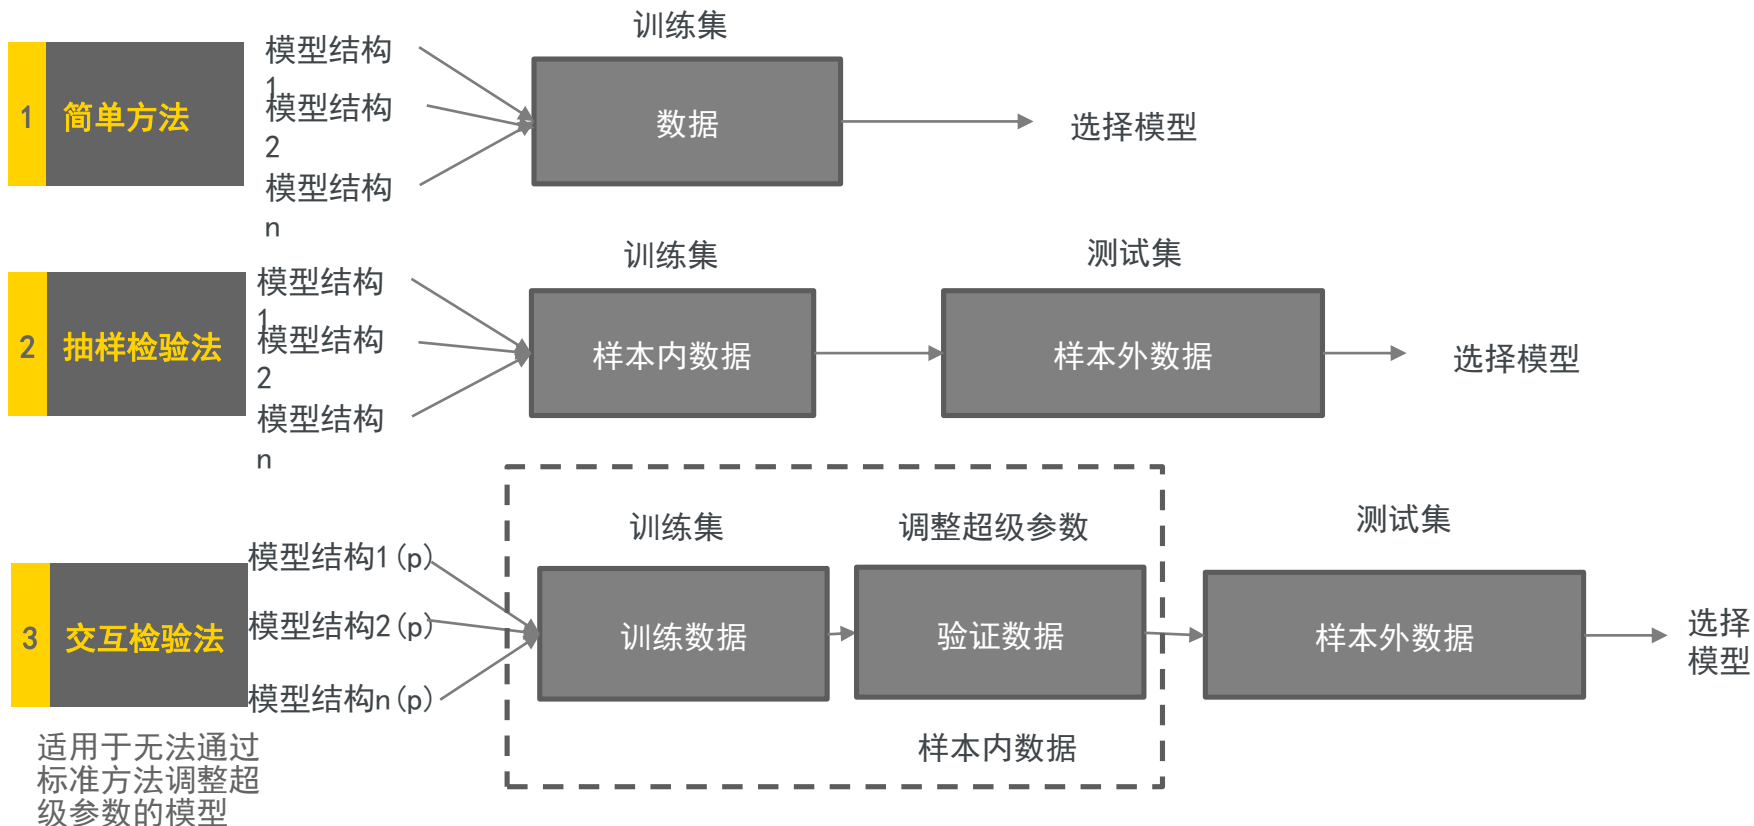 训练集
模型结构
1
模型结构
2
模型结构
n
1
简单方法
数据
选择模型
训练集
测试集
模型结构
1
模型结构
2
模型结构
n
2
抽样检验法
样本内数据
样本外数据
选择模型
训练集
调整超级参数
测试集
模型结构1(p)
模型结构2(p)
模型结构n(p)
3
交互检验法
训练数据
验证数据
样本外数据
选择
模型
样本内数据
适用于无法通过
标准方法调整超
级参数的模型